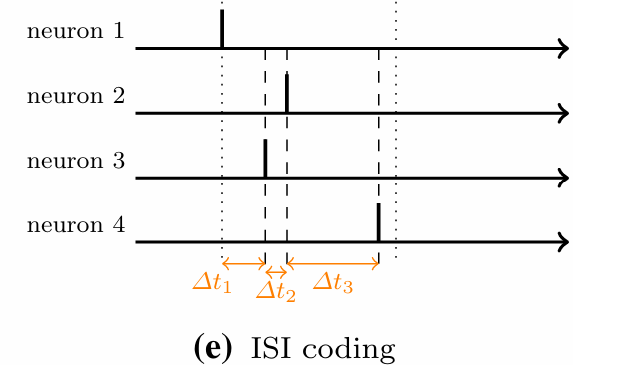 neuron 1
neuron 2
neuron 3
neuron 4
Δt₁
Δt₂
Δt₃
(e) ISI coding